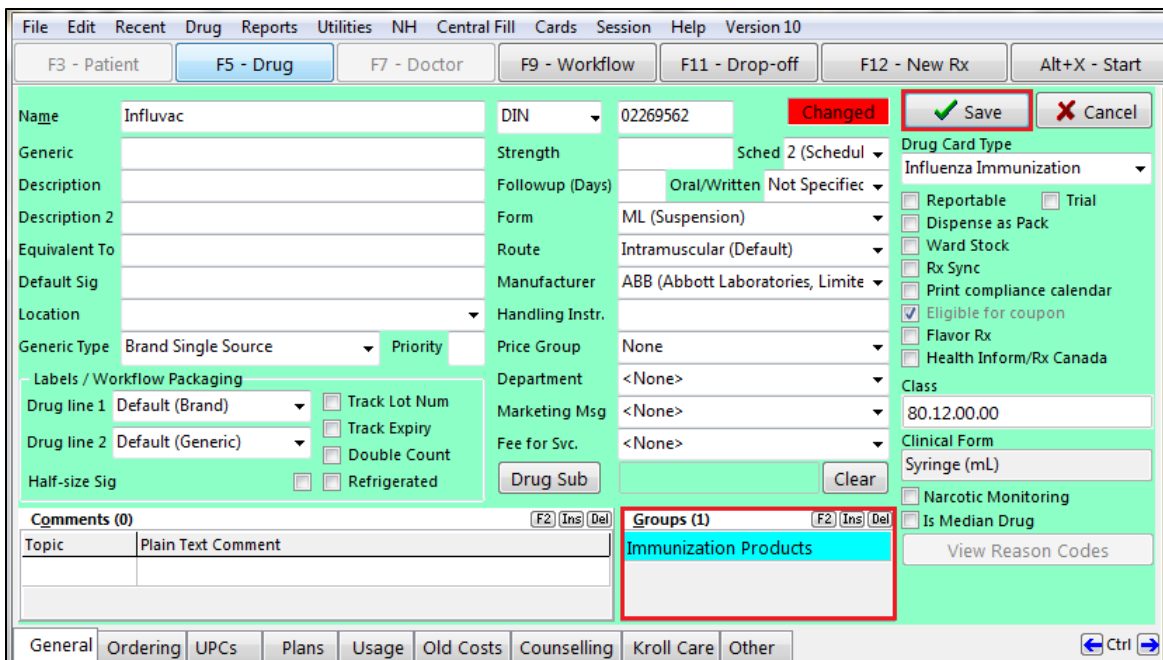 File Edit Recent Drug Reports Utilities NH Central Fill Cards Session Help Version 10
F3 - Patient F5 - Drug F7 - Doctor F9 - Workflow F11 - Drop-off F12 - New Rx Alt+X - Start
Name Influvac DIN 02269562 Changed Save Cancel
Generic Strength Sched 2 (Schedul Drug Card Type
Influenza Immunization
Description Followup (Days) Oral/Written Not Specifiec
Reportable Trial
Description 2 Form ML (Suspension) Dispense as Pack
Equivalent To Route Intramuscular (Default) Ward Stock
Rx Sync
Default Sig Manufacturer ABB (Abbott Laboratories, Limite
Print compliance calendar
Location Handling Instr. Eligible for coupon
Flavor Rx
Generic Type Brand Single Source Priority Price Group None
Health Inform/Rx Canada
Labels / Workflow Packaging Department <None> Class
Drug line 1 Default (Brand) Track Lot Num Marketing Msg <None> 80.12.00.00
Track Expiry
Drug line 2 Default (Generic) Fee for Svc. <None> Clinical Form
Double Count
Half-size Sig Refrigerated Drug Sub Clear Syringe (mL)
Narcotic Monitoring
Comments (0) F2 Ins Del Groups (1) F2 Ins Del Is Median Drug
Topic Plain Text Comment Immunization Products View Reason Codes
General Ordering UPCs Plans Usage Old Costs Counselling Kroll Care Other Ctrl